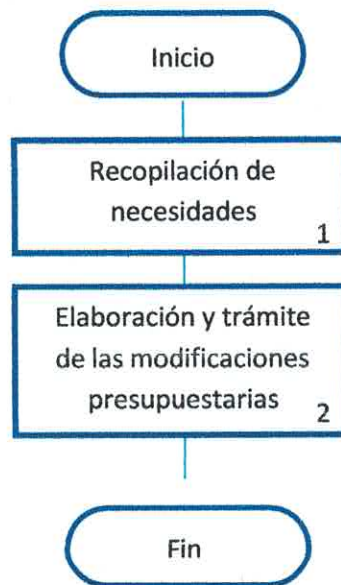 Inicio
Recopilación de
necesidades
1
Elaboración y trámite
de las modificaciones
presupuestarias
2
Fin